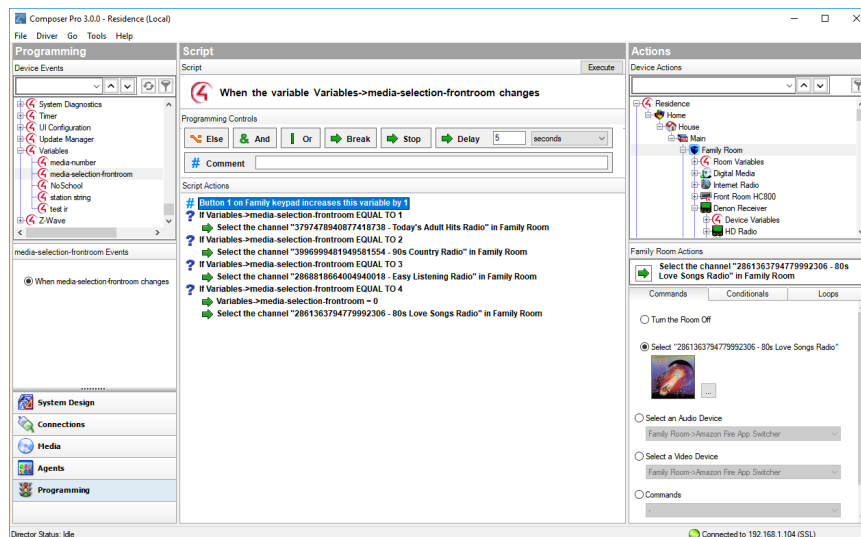 Composer Pro 3.0.0 - Residence (Local)
File Driver Go Tools Help
Programming
Device Events
System Diagnostics
Timer
UI Configuration
Update Manager
Variables
media-number
media-selection-frontroom
NoSchool
station string
test ir
Z-Wave
media-selection-frontroom Events
When media-selection-frontroom changes
System Design
Connections
Media
Agents
Programming
Script
Script
Execute
When the variable Variables->media-selection-frontroom changes
Programming Controls
Else
& And
Or
Break
Stop
Delay
5
seconds
# Comment
Script Actions
# Button 1 on Family keypad increases this variable by 1
? If Variables->media-selection-frontroom EQUAL TO 1
Select the channel "3797478940877418738 - Today's Adult Hits Radio" in Family Room
? If Variables->media-selection-frontroom EQUAL TO 2
Select the channel "3996999481949581554 - 90s Country Radio" in Family Room
? If Variables->media-selection-frontroom EQUAL TO 3
Select the channel "2688818664004940018 - Easy Listening Radio" in Family Room
? If Variables->media-selection-frontroom EQUAL TO 4
Variables->media-selection-frontroom = 0
Select the channel "2861363794779992306 - 80s Love Songs Radio" in Family Room
Actions
Device Actions
Residence
Home
House
Main
Family Room
Room Variables
Digital Media
Internet Radio
Front Room HC800
Denon Receiver
Device Variables
HD Radio
Family Room Actions
Select the channel "2861363794779992306 - 80s
Love Songs Radio" in Family Room
Commands
Conditionals
Loops
Turn the Room Off
Select "2861363794779992306 - 80s Love Songs Radio"
...
Select an Audio Device
Family Room->Amazon Fire App Switcher
Select a Video Device
Family Room->Amazon Fire App Switcher
Commands
-
Director Status: Idle
Connected to 192.168.1.104 (SSL)